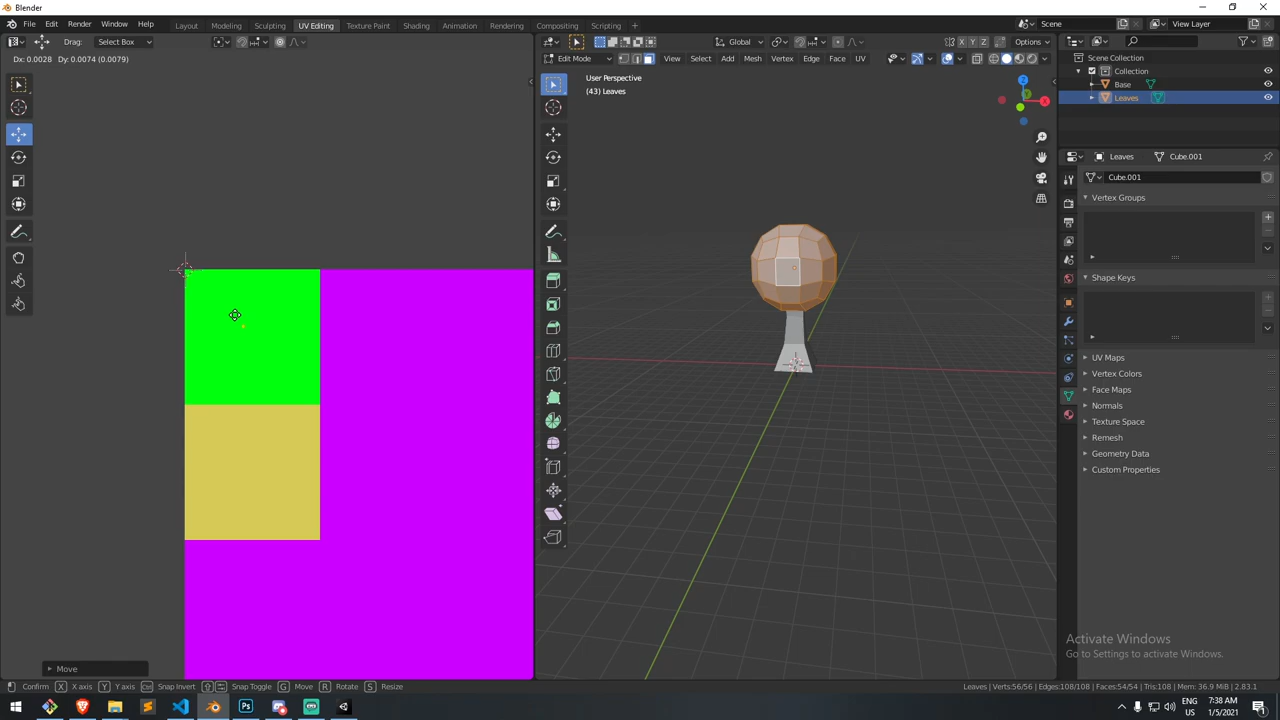 Blender
File Edit Render Window Help Layout Modeling Sculpting UV Editing Texture Paint Shading Animation Rendering Compositing Scripting + Scene View Layer
Drag: Select Box Global X Y Z Options
Dx: 0.0028 Dy: 0.0074 (0.0079) Edit Mode View Select Add Mesh Vertex Edge Face UV
Scene Collection
Collection
Base
Leaves
User Perspective
(43) Leaves
X
Leaves Cube.001
Cube.001
Vertex Groups
Shape Keys
UV Maps
Vertex Colors
Face Maps
Normals
Texture Space
Remesh
Geometry Data
Custom Properties
Activate Windows
Go to Settings to activate Windows.
Move
Confirm X X axis Y Y axis Ctrl Snap Invert Snap Toggle G Move R Rotate S Resize Leaves | Verts:56/56 | Edges:108/108 | Faces:54/54 | Tris:108 | Mem: 36.9 MiB | 2.83.1
Ps
ENG
US
7:38 AM
1/5/2021